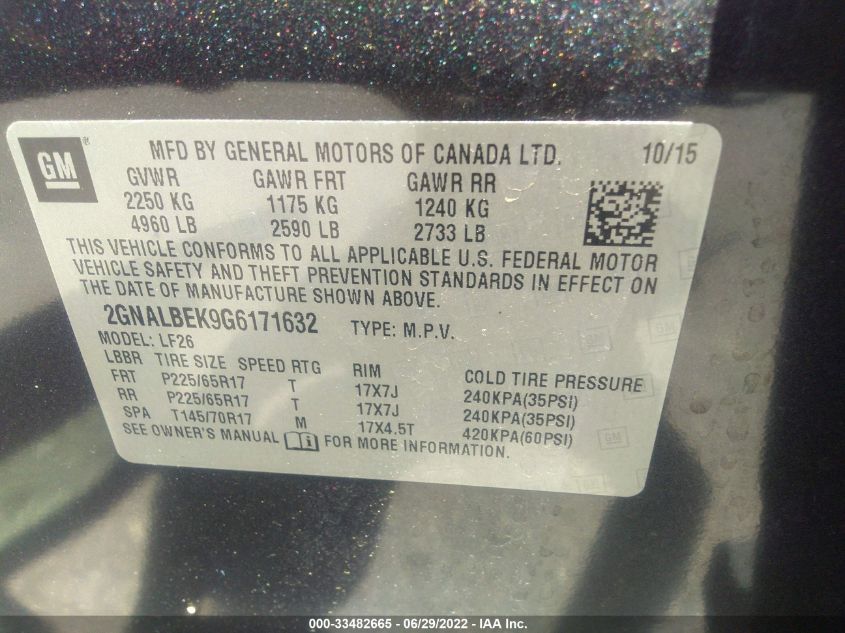 GM ® MFD BY GENERAL MOTORS OF CANADA LTD. 10/15
GVWR GAWR FRT GAWR RR
2250 KG 1175 KG 1240 KG
4960 LB 2590 LB 2733 LB
THIS VEHICLE CONFORMS TO ALL APPLICABLE U.S. FEDERAL MOTOR
VEHICLE SAFETY AND THEFT PREVENTION STANDARDS IN EFFECT ON
THE DATE OF MANUFACTURE SHOWN ABOVE.
2GNALBEK9G6171632 TYPE: M.P.V.
MODEL: LF26
LBBR TIRE SIZE SPEED RTG RIM COLD TIRE PRESSURE
FRT P225/65R17 T 17X7J 240KPA(35PSI)
RR P225/65R17 T 17X7J 240KPA(35PSI)
SPA T145/70R17 M 17X4.5T 420KPA(60PSI)
SEE OWNER'S MANUAL i FOR MORE INFORMATION.
GM
000-33482665 - 06/29/2022 - IAA Inc.